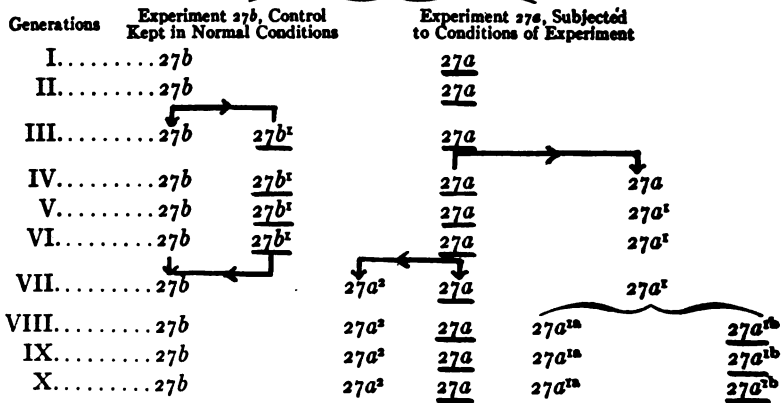 Generations Experiment 27b, Control Experiment 27a, Subjected
Kept in Normal Conditions to Conditions of Experiment
I.........27b 27a
II.........27b 27a
III.........27b 27b¹ 27a
IV.........27b 27b¹ 27a 27a
V.........27b 27b¹ 27a 27a¹
VI.........27b 27b¹ 27a 27a¹
VII.........27b 27a² 27a 27a¹
VIII.........27b 27a² 27a 27a¹ᵃ 27a¹ᵇ
IX.........27b 27a² 27a 27a¹ᵃ 27a¹ᵇ
X.........27b 27a² 27a 27a¹ᵃ 27a¹ᵇ